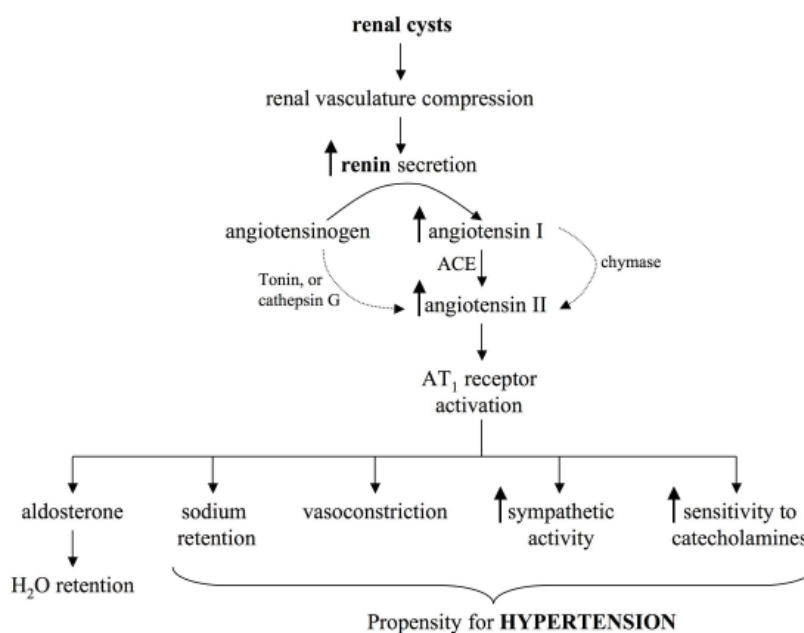 renal cysts
renal vasculature compression
renin secretion
angiotensinogen
angiotensin I
Tonin, or
cathepsin G
ACE
chymase
angiotensin II
AT₁ receptor
activation
aldosterone
sodium
retention
vasoconstriction
sympathetic
activity
sensitivity to
catecholamines
H₂O retention
Propensity for HYPERTENSION